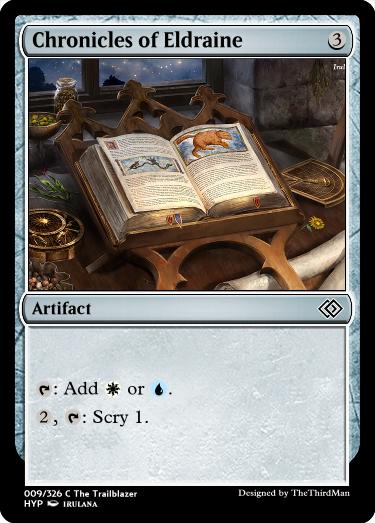 Chronicles of Eldraine 3
Irul
Artifact
: Add or .
2 , : Scry 1.
009/326 C The Trailblazer
HYP IRULANA
Designed by TheThirdMan